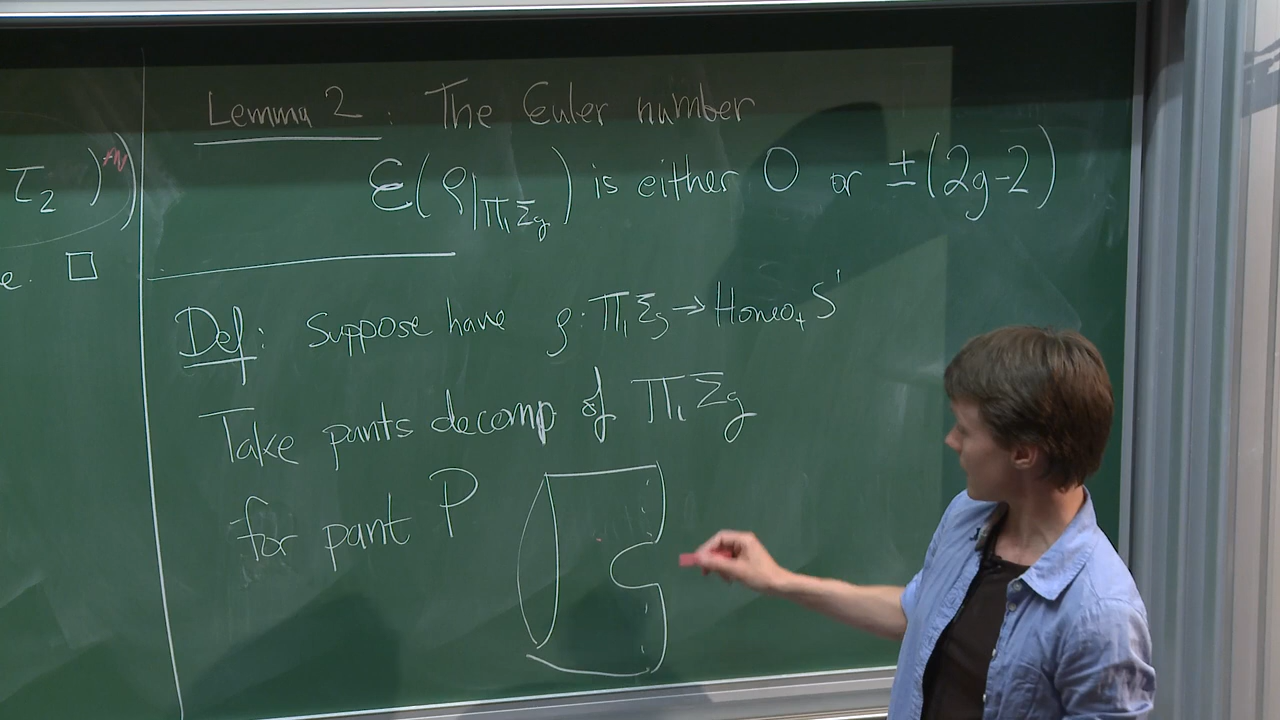 τ₂ ))
e. □
Lemma 2 : The Euler number
ℰ(ρ|π₁Σg) is either 0 or ±(2g-2)
Def: Suppose have ρ: π₁Σg → Homeo₊ S¹
Take pants decomp of π₁Σg
for pant P